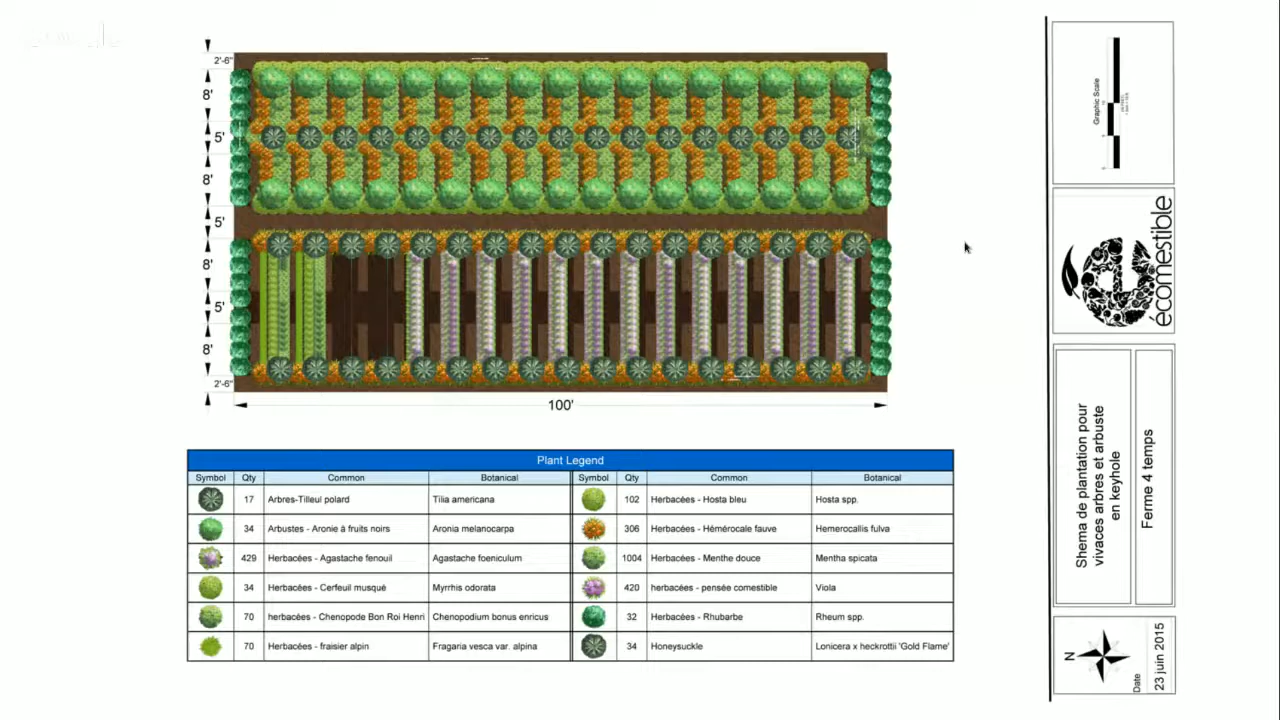 2'-6"
8'
5'
8'
5'
8'
5'
8'
2'-6"
100'
Plant Legend
Symbol Qty Common Botanical Symbol Qty Common Botanical
17 Arbres-Tilleul polard Tilia americana 102 Herbacées - Hosta bleu Hosta spp.
34 Arbustes - Aronie à fruits noirs Aronia melanocarpa 306 Herbacées - Hémérocale fauve Hemerocallis fulva
429 Herbacées - Agastache fenouil Agastache foeniculum 1004 Herbacées - Menthe douce Mentha spicata
34 Herbacées - Cerfeuil musqué Myrrhis odorata 420 herbacées - pensée comestible Viola
70 herbacées - Chenopode Bon Roi Henri Chenopodium bonus enricus 32 Herbacées - Rhubarbe Rheum spp.
70 Herbacées - fraisier alpin Fragaria vesca var. alpina 34 Honeysuckle Lonicera x heckrottii 'Gold Flame'
Graphic Scale
écomestible
Shema de plantation pour
vivaces arbres et arbuste
en keyhole
Ferme 4 temps
N
Date
23 juin 2015